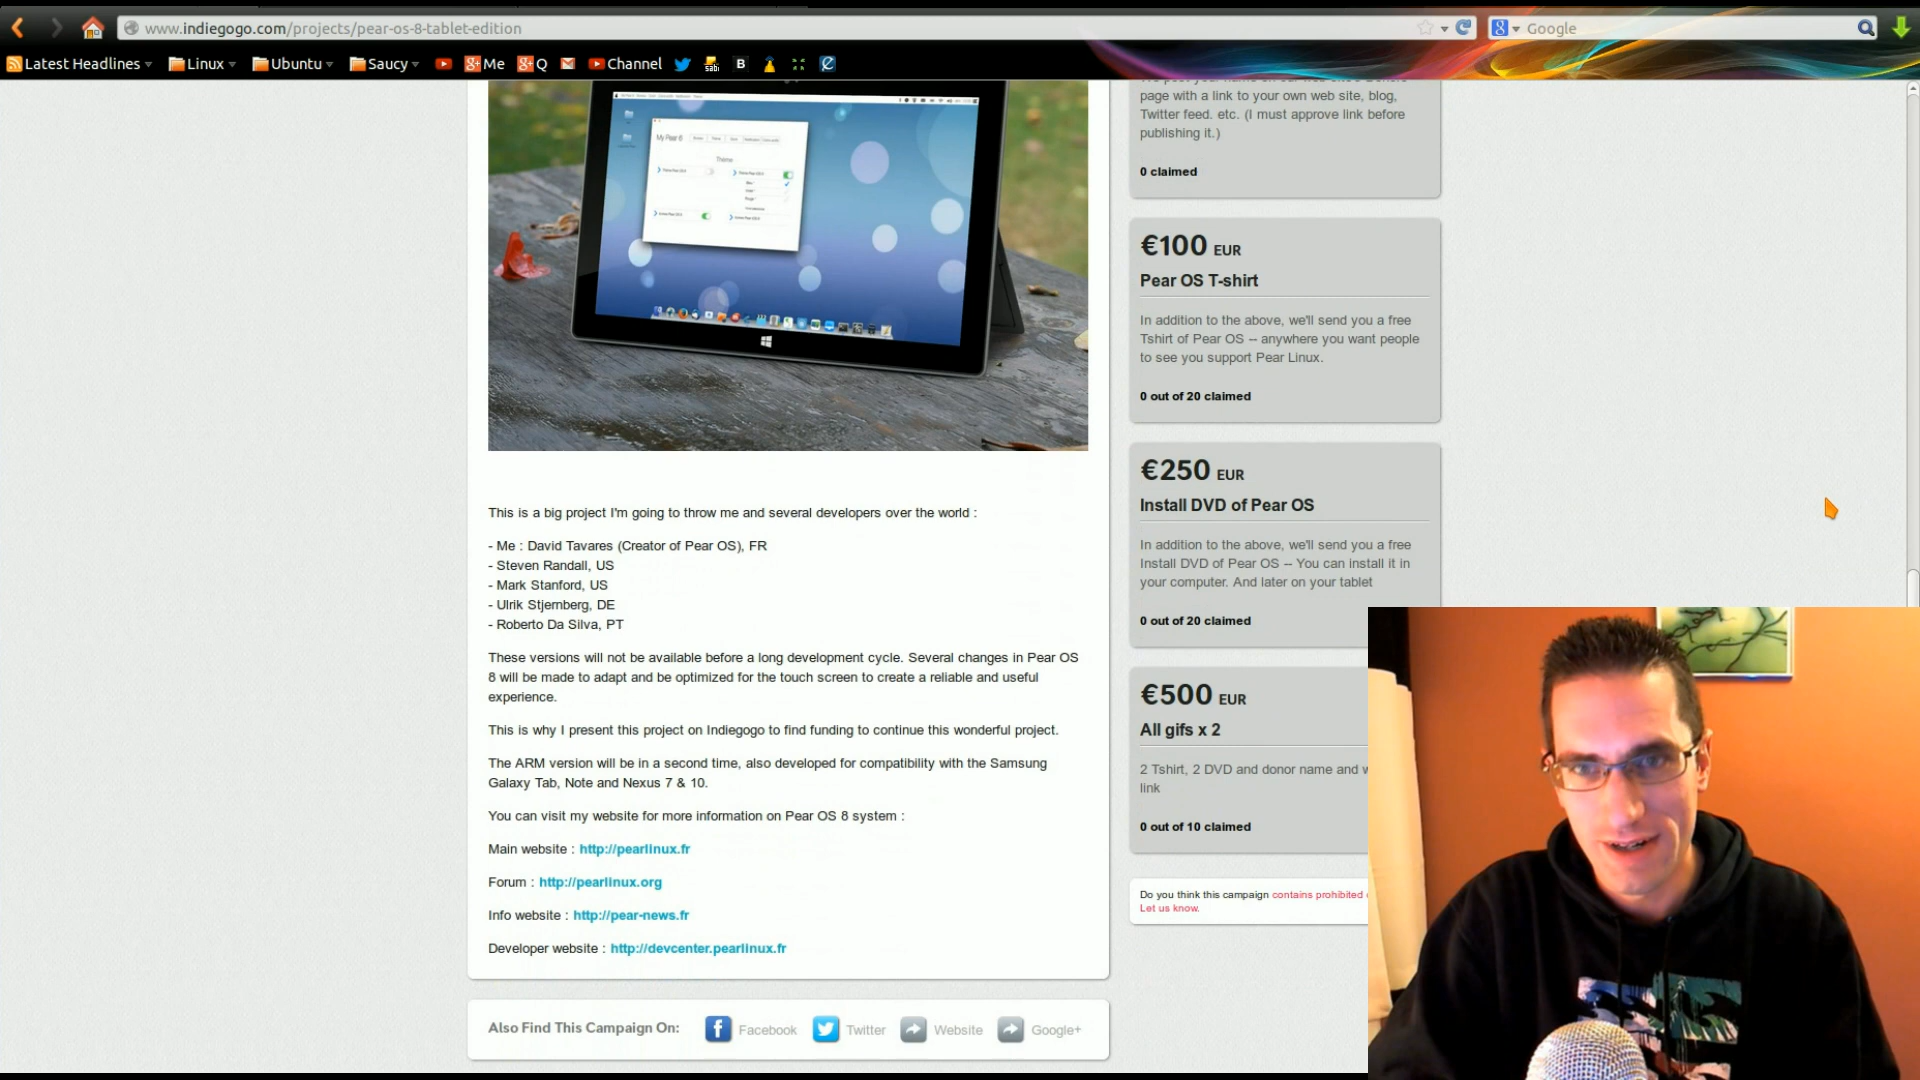 www.indiegogo.com/projects/pear-os-8-tablet-edition
Google
Latest Headlines
Linux
Ubuntu
Saucy
Me
Q
Channel
My Pear 8
Theme
This is a big project I'm going to throw me and several developers over the world :
- Me : David Tavares (Creator of Pear OS), FR
- Steven Randall, US
- Mark Stanford, US
- Ulrik Stjernberg, DE
- Roberto Da Silva, PT
These versions will not be available before a long development cycle. Several changes in Pear OS
8 will be made to adapt and be optimized for the touch screen to create a reliable and useful
experience.
This is why I present this project on Indiegogo to find funding to continue this wonderful project.
The ARM version will be in a second time, also developed for compatibility with the Samsung
Galaxy Tab, Note and Nexus 7 & 10.
You can visit my website for more information on Pear OS 8 system :
Main website : http://pearlinux.fr
Forum : http://pearlinux.org
Info website : http://pear-news.fr
Developer website : http://devcenter.pearlinux.fr
Also Find This Campaign On:
Facebook
Twitter
Website
Google+
page with a link to your own web site, blog,
Twitter feed. etc. (I must approve link before
publishing it.)
0 claimed
€100 EUR
Pear OS T-shirt
In addition to the above, we'll send you a free
Tshirt of Pear OS -- anywhere you want people
to see you support Pear Linux.
0 out of 20 claimed
€250 EUR
Install DVD of Pear OS
In addition to the above, we'll send you a free
Install DVD of Pear OS -- You can install it in
your computer. And later on your tablet
0 out of 20 claimed
€500 EUR
All gifs x 2
2 Tshirt, 2 DVD and donor name and
link
0 out of 10 claimed
Do you think this campaign contains prohibited
Let us know.